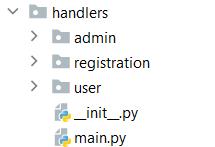 handlers
admin
registration
user
__init__.py
main.py